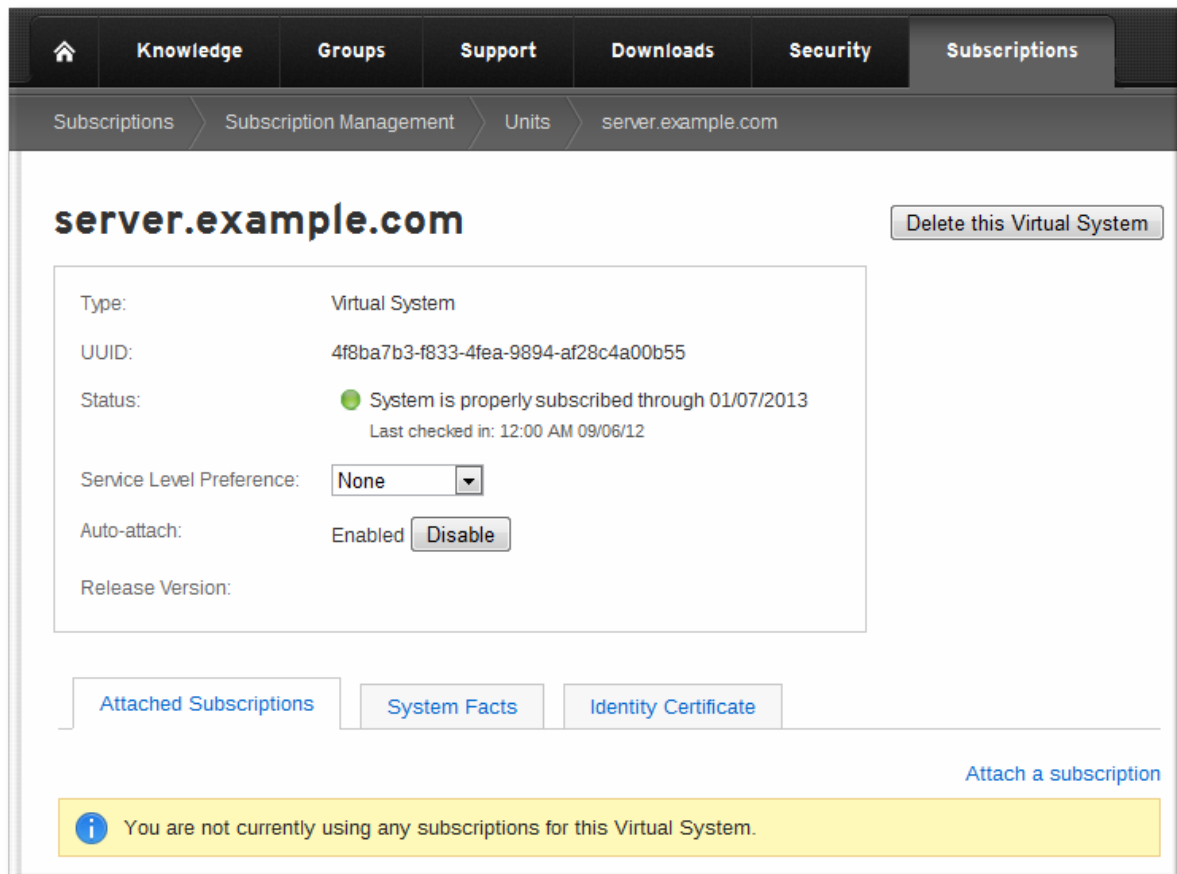 Knowledge Groups Support Downloads Security Subscriptions
Subscriptions Subscription Management Units server.example.com
server.example.com
Delete this Virtual System
Type: Virtual System
UUID: 4f8ba7b3-f833-4fea-9894-af28c4a00b55
Status: System is properly subscribed through 01/07/2013
Last checked in: 12:00 AM 09/06/12
Service Level Preference: None
Auto-attach: Enabled Disable
Release Version:
Attached Subscriptions System Facts Identity Certificate
Attach a subscription
You are not currently using any subscriptions for this Virtual System.